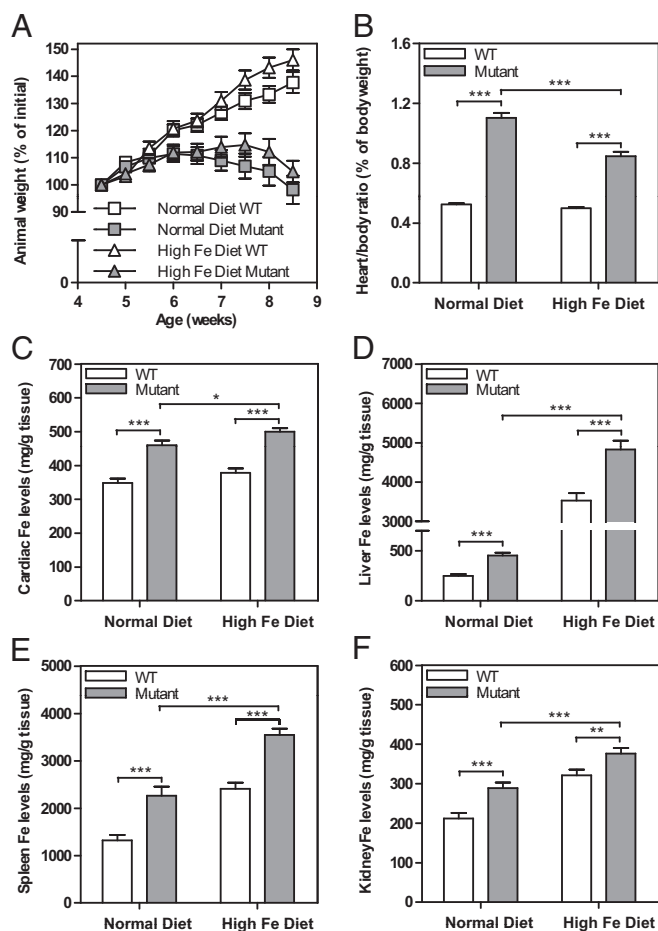 A
150
140
130
120
110
100
90
0
Animal weight (% of initial)
Normal Diet WT
Normal Diet Mutant
High Fe Diet WT
High Fe Diet Mutant
4 5 6 7 8 9
Age (weeks)
B
1.6
1.2
0.8
0.4
0.0
Heart/body ratio (% of bodyweight)
WT
Mutant
***
***
***
Normal Diet High Fe Diet
C
700
600
500
400
300
200
100
0
Cardiac Fe levels (mg/g tissue)
WT
Mutant
*
***
***
Normal Diet High Fe Diet
D
7000
6000
5000
4000
3000
500
0
Liver Fe levels (mg/g tissue)
WT
Mutant
***
***
***
Normal Diet High Fe Diet
E
5000
4000
3000
2000
1000
0
Spleen Fe levels (mg/g tissue)
WT
Mutant
***
***
***
Normal Diet High Fe Diet
F
600
500
400
300
200
100
0
Kidney Fe levels (mg/g tissue)
WT
Mutant
***
**
***
Normal Diet High Fe Diet